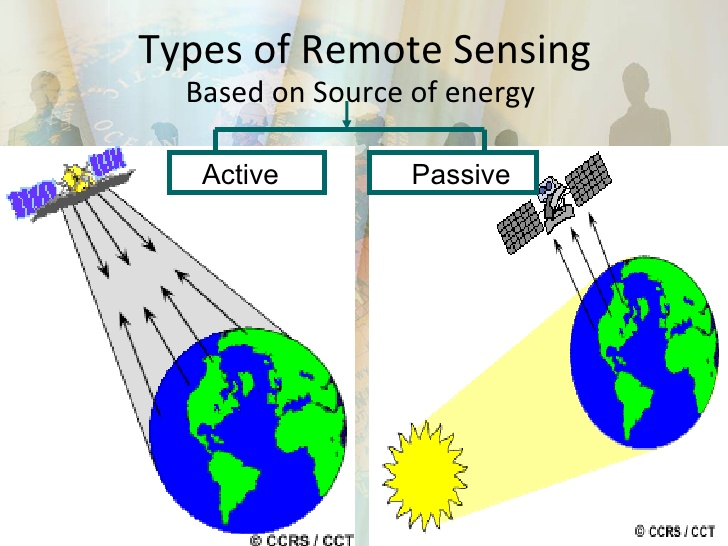 Types of Remote Sensing
Based on Source of energy
Active
Passive
© CCRS / CCT
© CCRS / CCT